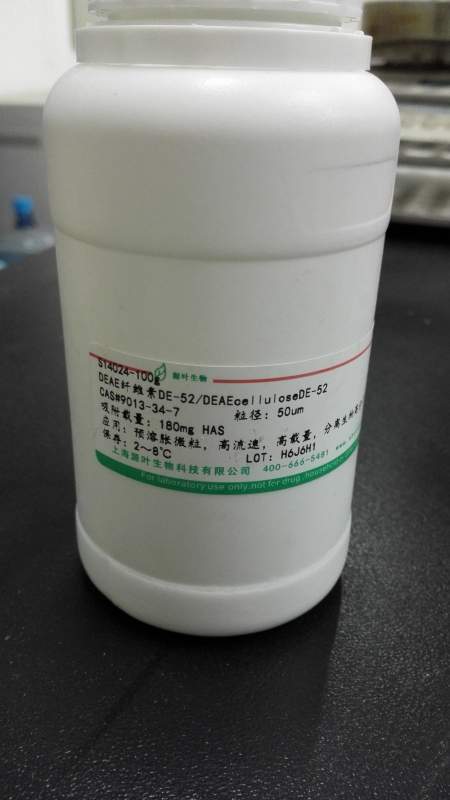 S14024-100g
源叶生物
DEAE纤维素DE-52/DEAEcelluloseDE-52
CAS#9013-34-7
粒径: 50um
吸附载量: 180mg HAS
应用: 预溶胀微粒, 高流速, 高载量, 分离生物
保存: 2~8℃
LOT: H6J6H1
上海源叶生物科技有限公司 400-666-5481
For laboratory use only,not for drug,household